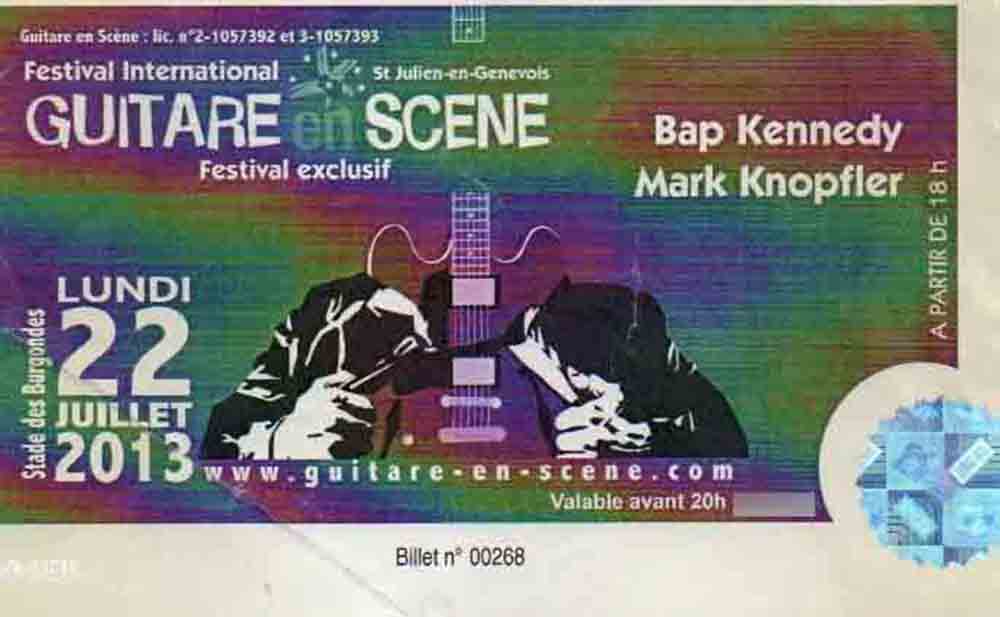 Guitare en Scène : lic. n°2-1057392 et 3-1057393
Festival International
St Julien-en-Genevois
GUITARE en SCENE
Festival exclusif
Bap Kennedy
Mark Knopfler
A PARTIR DE 18 h
Stade des Burgondes
LUNDI
22
JUILLET
2013
www.guitare-en-scene.com
Valable avant 20h
Billet n° 00268